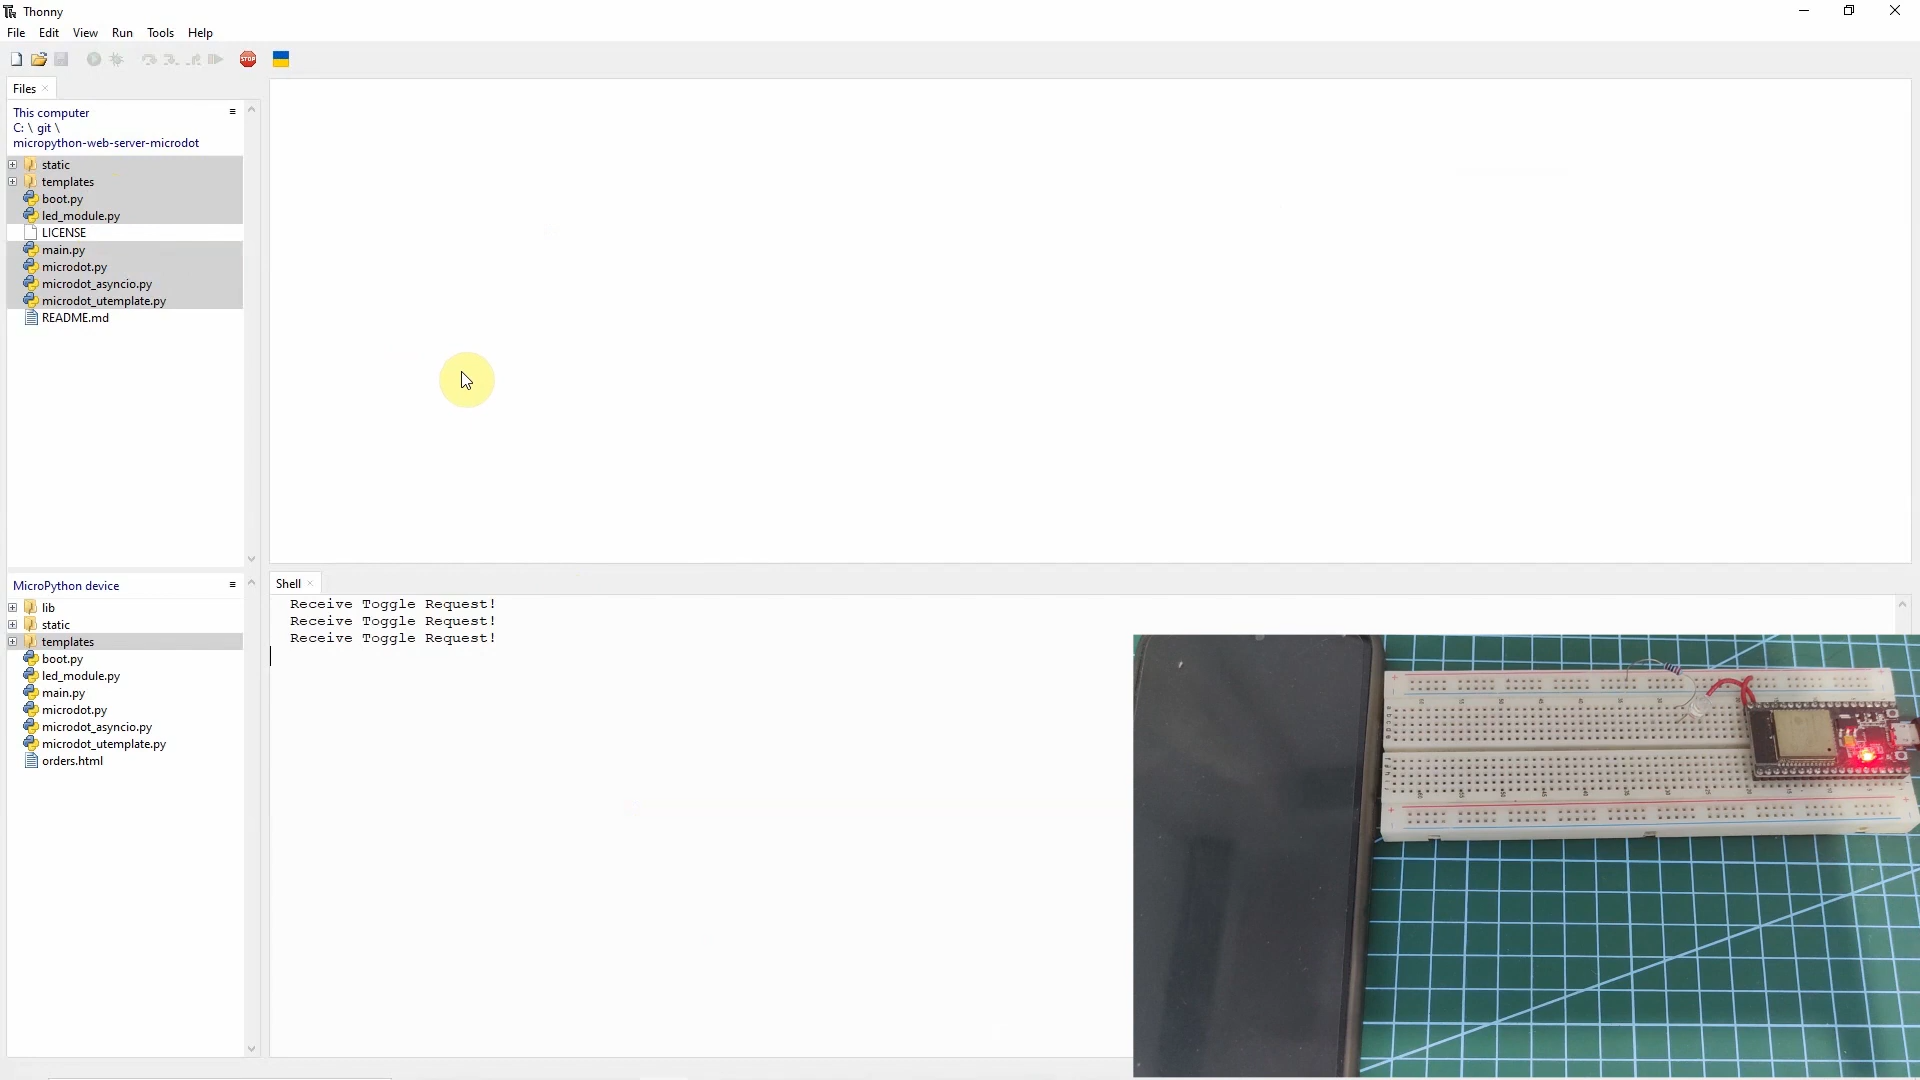 Thonny
File Edit View Run Tools Help
STOP
Files
This computer
C: \ git \
micropython-web-server-microdot
static
templates
boot.py
led_module.py
LICENSE
main.py
microdot.py
microdot_asyncio.py
microdot_utemplate.py
README.md
MicroPython device
lib
static
templates
boot.py
led_module.py
main.py
microdot.py
microdot_asyncio.py
microdot_utemplate.py
orders.html
Shell
Receive Toggle Request!
Receive Toggle Request!
Receive Toggle Request!